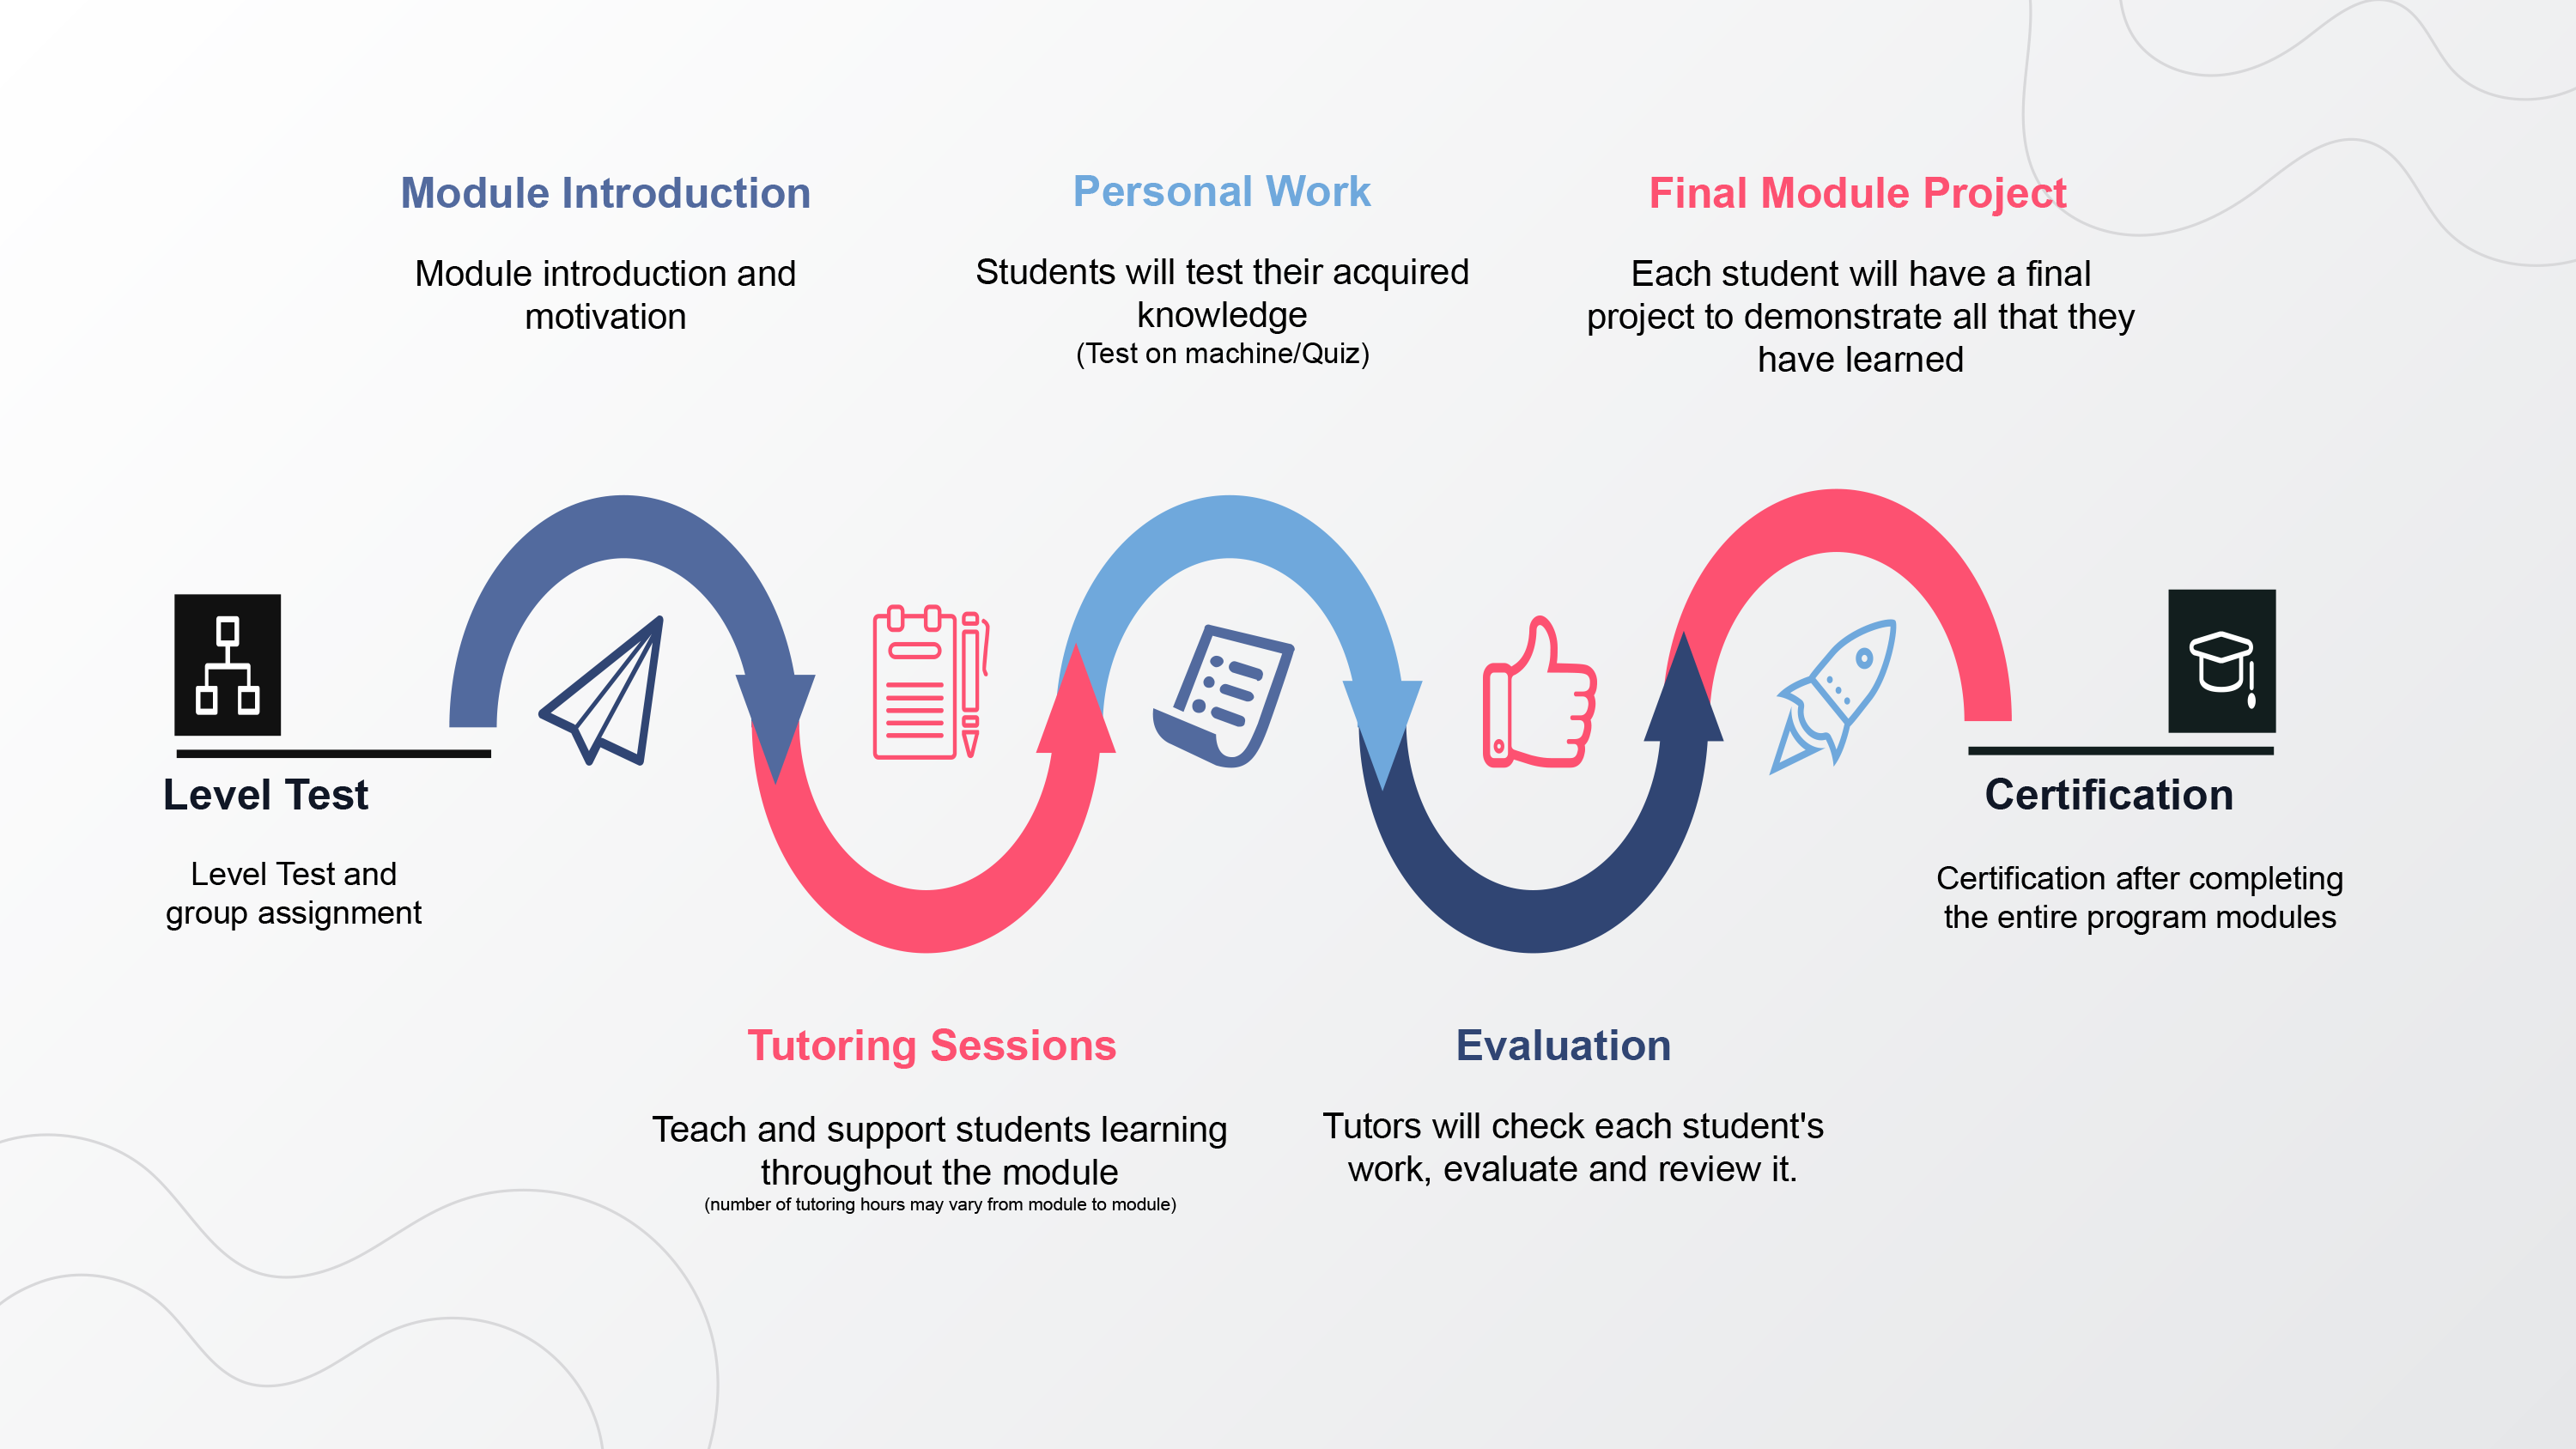 Module Introduction
Module introduction and
motivation
Personal Work
Students will test their acquired
knowledge
(Test on machine/Quiz)
Final Module Project
Each student will have a final
project to demonstrate all that they
have learned
Level Test
Level Test and
group assignment
Certification
Certification after completing
the entire program modules
Tutoring Sessions
Teach and support students learning
throughout the module
(number of tutoring hours may vary from module to module)
Evaluation
Tutors will check each student's
work, evaluate and review it.